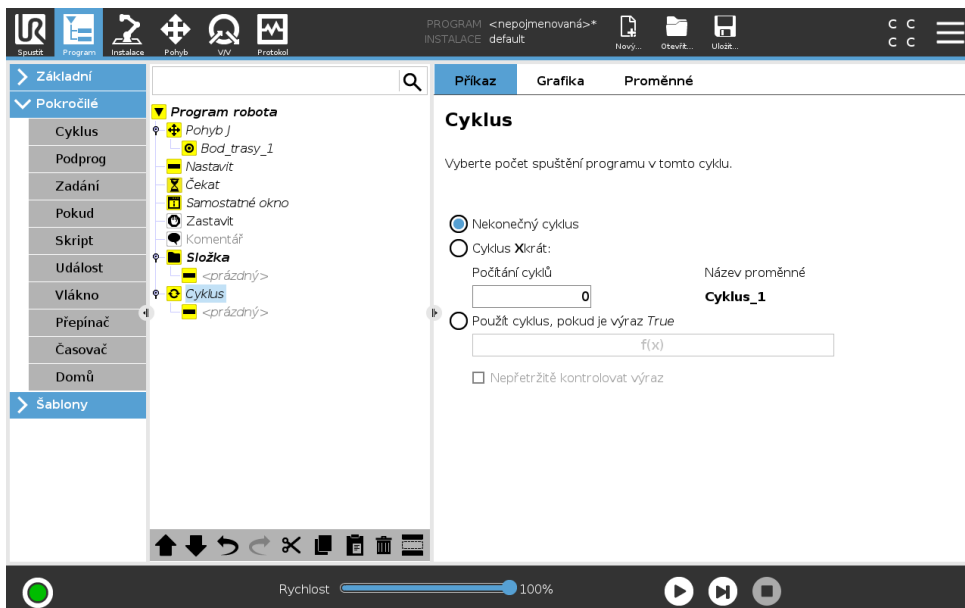 PROGRAM <nepojmenovaná>*
INSTALACE default
Spustit Program Instalace Pohyb V/V Protokol Nový... Otevřít... Uložit...
C C
C C
Základní
Pokročilé
Cyklus
Podprog
Zadání
Pokud
Skript
Událost
Vlákno
Přepínač
Časovač
Domů
Šablony
Program robota
Pohyb J
Bod_trasy_1
Nastavit
Čekat
Samostatné okno
Zastavit
Komentář
Složka
<prázdný>
Cyklus
<prázdný>
Příkaz Grafika Proměnné
Cyklus
Vyberte počet spuštění programu v tomto cyklu.
Nekonečný cyklus
Cyklus Xkrát:
Počítání cyklů Název proměnné
0 Cyklus_1
Použít cyklus, pokud je výraz True
f(x)
Nepřetržitě kontrolovat výraz
Rychlost 100%